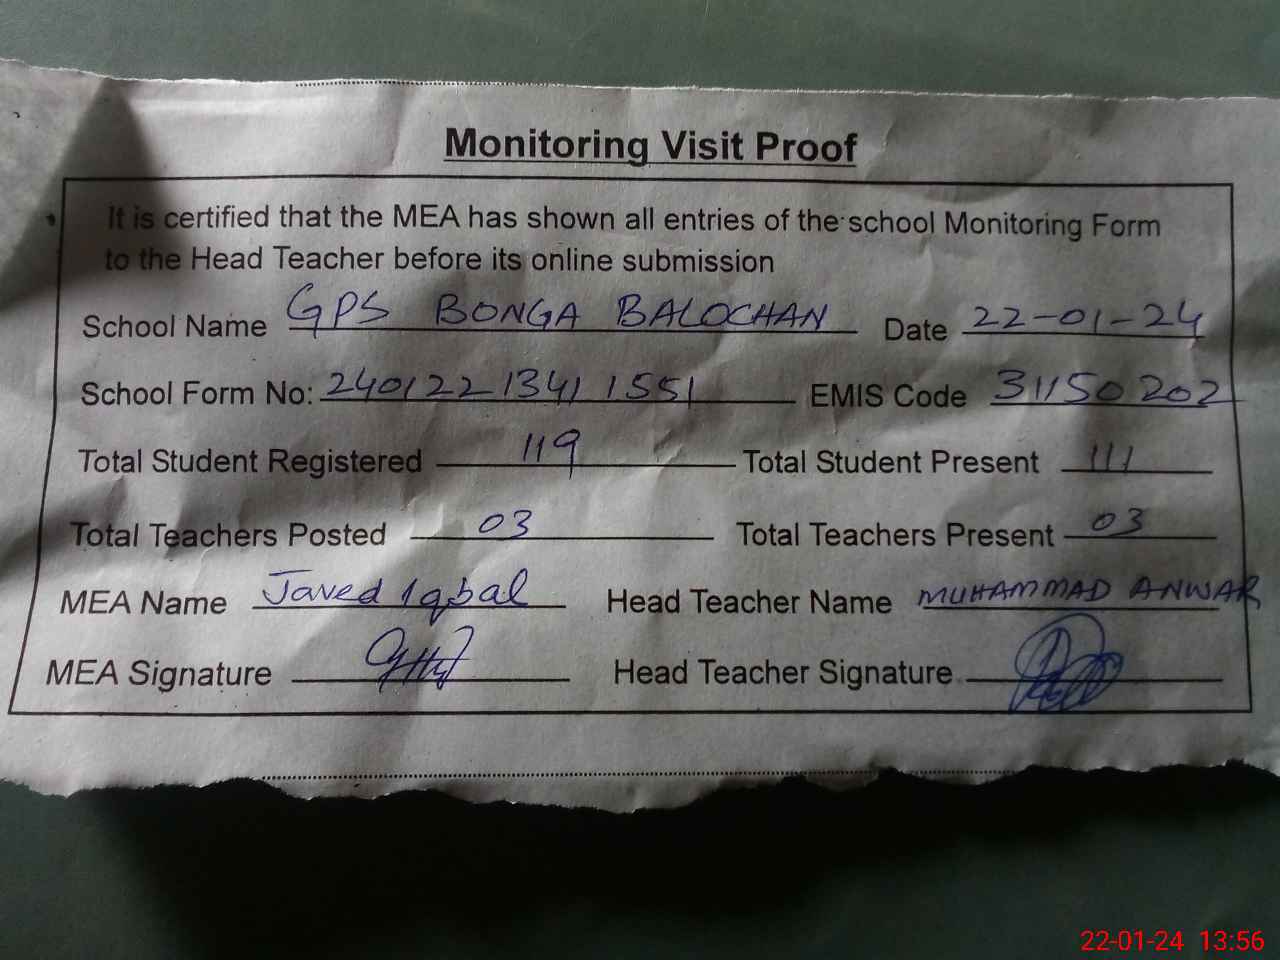 Monitoring Visit Proof
It is certified that the MEA has shown all entries of the school Monitoring Form
to the Head Teacher before its online submission
School Name GPS BONGA BALOCHAN Date 22-01-24
School Form No: 2401221341 1551 EMIS Code 31150202
Total Student Registered 119 Total Student Present 111
Total Teachers Posted 03 Total Teachers Present 03
MEA Name Javed Iqbal Head Teacher Name MUHAMMAD ANWAR
MEA Signature Head Teacher Signature
22-01-24 13:56